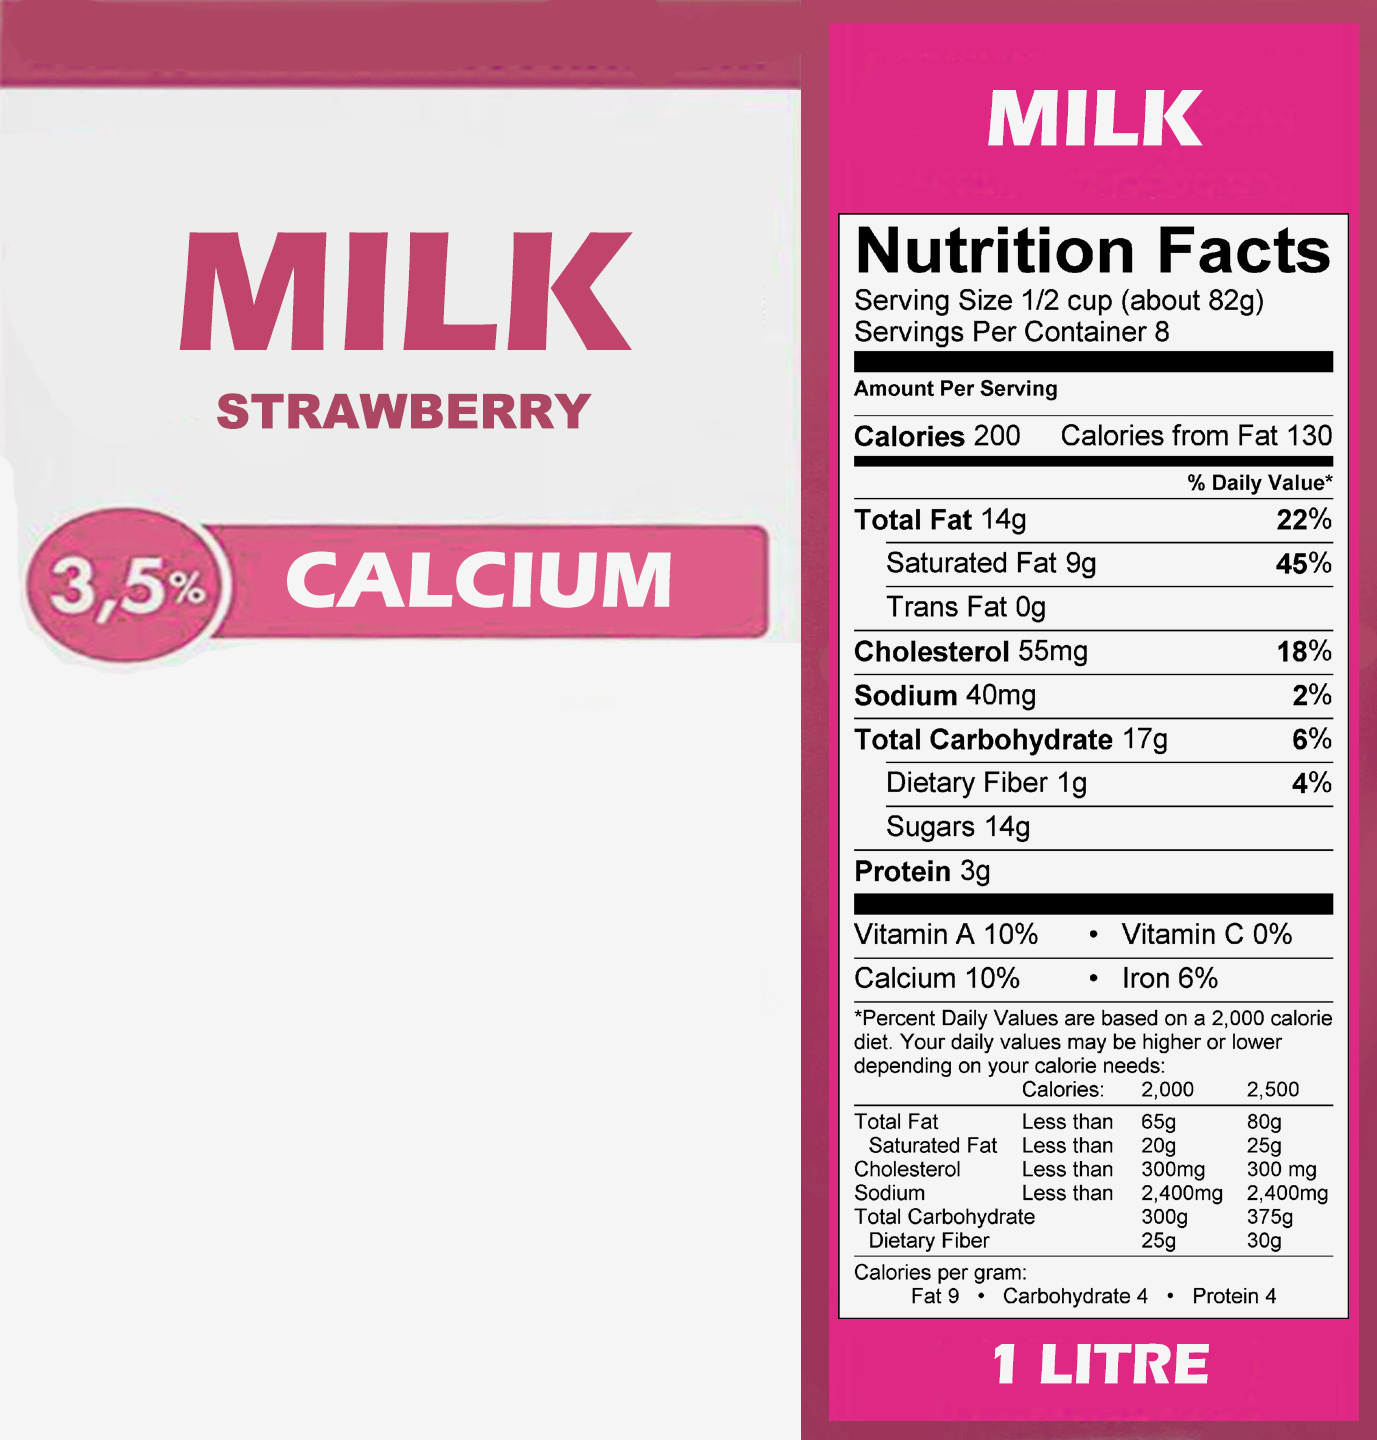 MILK
STRAWBERRY
3,5%
CALCIUM
MILK
Nutrition Facts
Serving Size 1/2 cup (about 82g)
Servings Per Container 8
Amount Per Serving
Calories 200 Calories from Fat 130
% Daily Value*
Total Fat 14g 22%
Saturated Fat 9g 45%
Trans Fat 0g
Cholesterol 55mg 18%
Sodium 40mg 2%
Total Carbohydrate 17g 6%
Dietary Fiber 1g 4%
Sugars 14g
Protein 3g
Vitamin A 10% • Vitamin C 0%
Calcium 10% • Iron 6%
*Percent Daily Values are based on a 2,000 calorie
diet. Your daily values may be higher or lower
depending on your calorie needs:
Calories: 2,000 2,500
Total Fat Less than 65g 80g
Saturated Fat Less than 20g 25g
Cholesterol Less than 300mg 300 mg
Sodium Less than 2,400mg 2,400mg
Total Carbohydrate 300g 375g
Dietary Fiber 25g 30g
Calories per gram:
Fat 9 • Carbohydrate 4 • Protein 4
1 LITRE